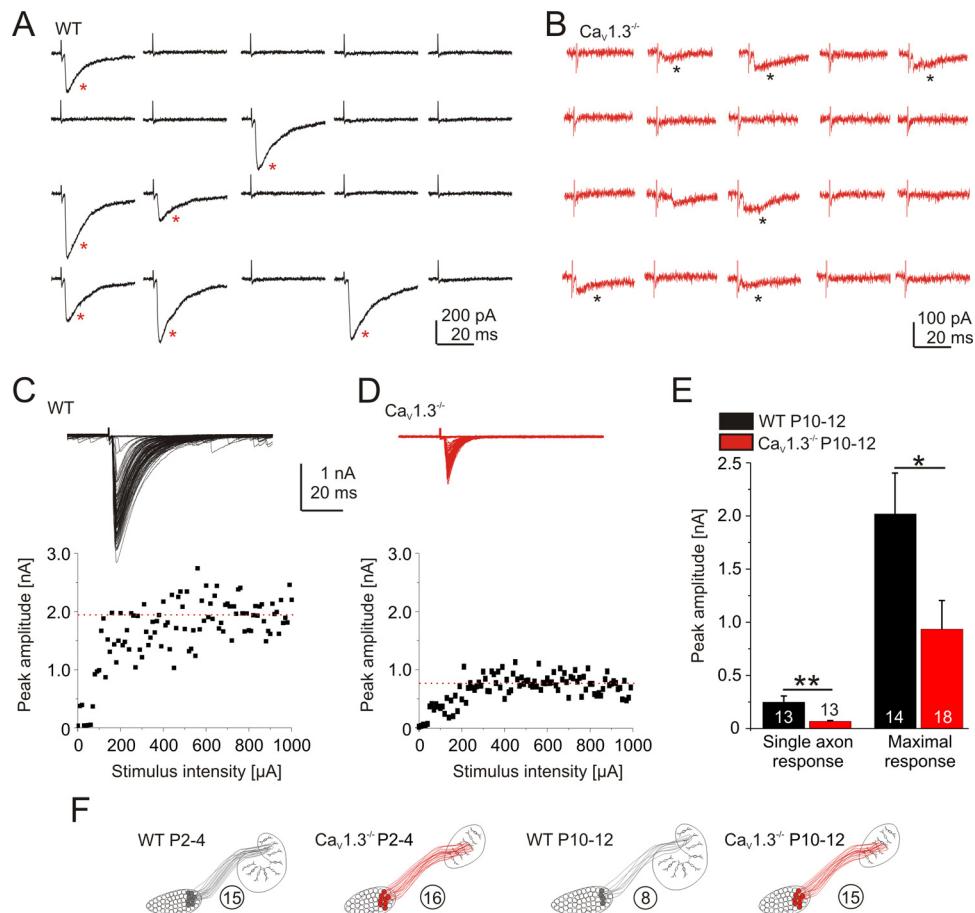 A
WT
*
*
*
*
*
*
*
200 pA
20 ms
B
Caᵥ1.3⁻/⁻
*
*
*
*
*
*
100 pA
20 ms
C
WT
1 nA
20 ms
3.0
2.0
1.0
0
Peak amplitude [nA]
0 200 400 600 800 1000
Stimulus intensity [µA]
D
Caᵥ1.3⁻/⁻
3.0
2.0
1.0
0
Peak amplitude [nA]
0 200 400 600 800 1000
Stimulus intensity [µA]
E
WT P10-12
Caᵥ1.3⁻/⁻ P10-12
2.5
2.0
1.5
1.0
0.5
0
Peak amplitude [nA]
**
*
13
13
14
18
Single axon
response
Maximal
response
F
WT P2-4
15
Caᵥ1.3⁻/⁻ P2-4
16
WT P10-12
8
Caᵥ1.3⁻/⁻ P10-12
15